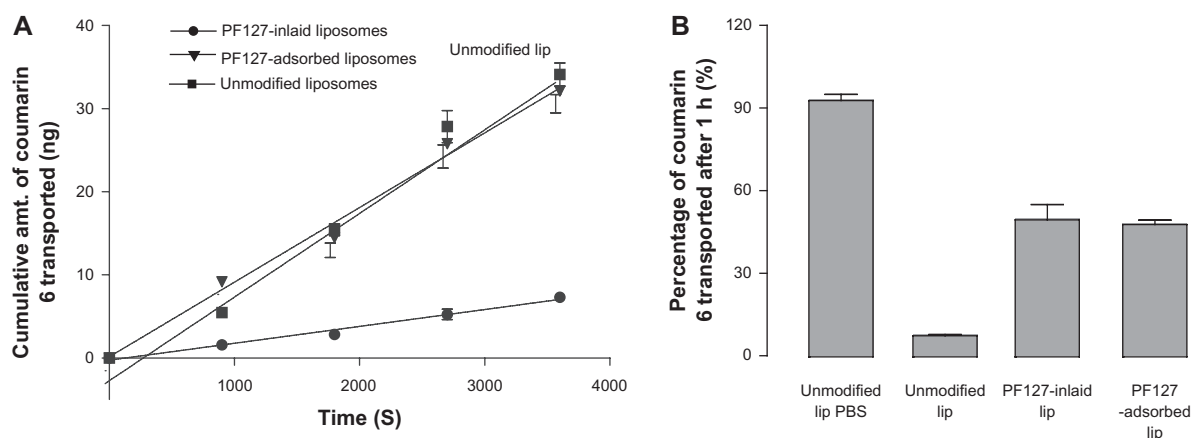 A
Cumulative amt. of coumarin
6 transported (ng)
40
30
20
10
0
PF127-inlaid liposomes
PF127-adsorbed liposomes
Unmodified liposomes
Unmodified lip
1000
2000
3000
4000
Time (S)
B
Percentage of coumarin
6 transported after 1 h (%)
120
90
60
30
0
Unmodified
lip PBS
Unmodified
lip
PF127-inlaid
lip
PF127
-adsorbed
lip